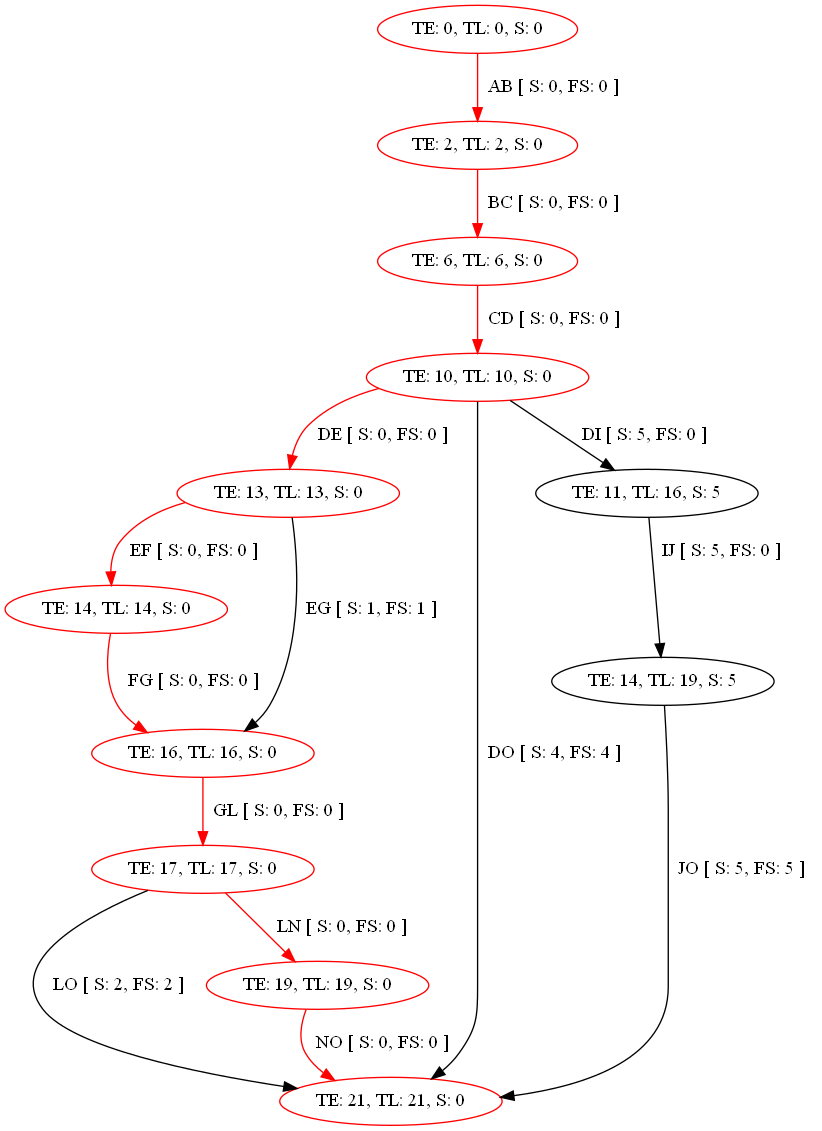 TE: 0, TL: 0, S: 0
AB [ S: 0, FS: 0 ]
TE: 2, TL: 2, S: 0
BC [ S: 0, FS: 0 ]
TE: 6, TL: 6, S: 0
CD [ S: 0, FS: 0 ]
TE: 10, TL: 10, S: 0
DE [ S: 0, FS: 0 ]
DI [ S: 5, FS: 0 ]
TE: 13, TL: 13, S: 0
TE: 11, TL: 16, S: 5
EF [ S: 0, FS: 0 ]
IJ [ S: 5, FS: 0 ]
TE: 14, TL: 14, S: 0
EG [ S: 1, FS: 1 ]
FG [ S: 0, FS: 0 ]
TE: 14, TL: 19, S: 5
TE: 16, TL: 16, S: 0
DO [ S: 4, FS: 4 ]
GL [ S: 0, FS: 0 ]
TE: 17, TL: 17, S: 0
JO [ S: 5, FS: 5 ]
LN [ S: 0, FS: 0 ]
LO [ S: 2, FS: 2 ]
TE: 19, TL: 19, S: 0
NO [ S: 0, FS: 0 ]
TE: 21, TL: 21, S: 0